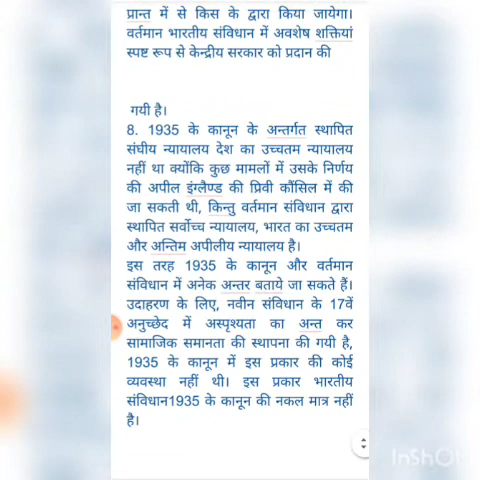 प्रान्त में से किस के द्वारा किया जायेगा।
वर्तमान भारतीय संविधान में अवशेष शक्तियां
स्पष्ट रूप से केन्द्रीय सरकार को प्रदान की
गयी है।
8. 1935 के कानून के अन्तर्गत स्थापित
संघीय न्यायालय देश का उच्चतम न्यायालय
नहीं था क्योंकि कुछ मामलों में उसके निर्णय
की अपील इंग्लैण्ड की प्रिवी कौंसिल में की
जा सकती थी, किन्तु वर्तमान संविधान द्वारा
स्थापित सर्वोच्च न्यायालय, भारत का उच्चतम
और अन्तिम अपीलीय न्यायालय है।
इस तरह 1935 के कानून और वर्तमान
संविधान में अनेक अन्तर बताये जा सकते हैं।
उदाहरण के लिए, नवीन संविधान के 17वें
अनुच्छेद में अस्पृश्यता का अन्त कर
सामाजिक समानता की स्थापना की गयी है,
1935 के कानून में इस प्रकार की कोई
व्यवस्था नहीं थी। इस प्रकार भारतीय
संविधान1935 के कानून की नकल मात्र नहीं
है।
InShOt